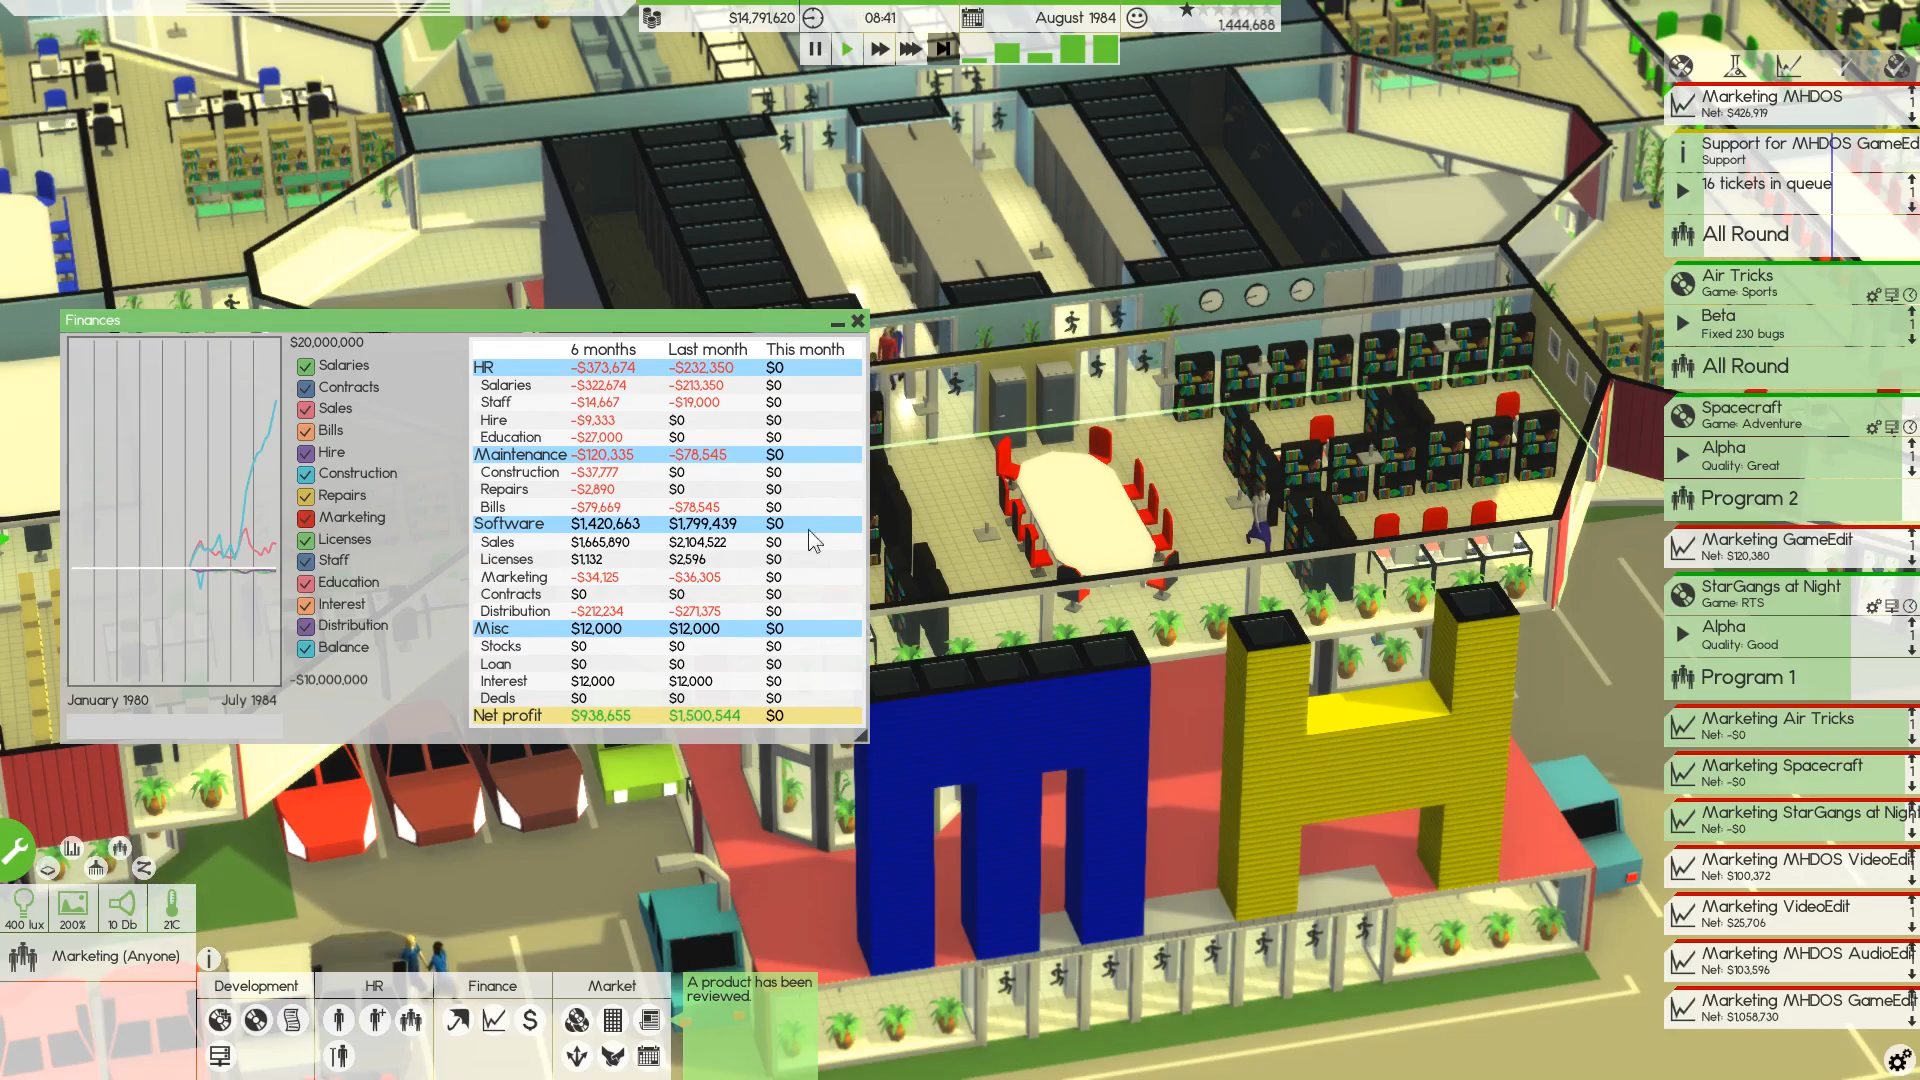 $14,791,620
08:41
August 1984
1,444,688
Marketing MHDOS
Net: $426,919
1
Support for MHDOS GameEd
Support
16 tickets in queue
1
All Round
Air Tricks
Game: Sports
Beta
Fixed 230 bugs
1
All Round
Spacecraft
Game: Adventure
Alpha
Quality: Great
1
Program 2
Marketing GameEdit
Net: $120,380
1
StarGangs at Night
Game: RTS
Alpha
Quality: Good
1
Program 1
Marketing Air Tricks
Net: -$0
1
Marketing Spacecraft
Net: -$0
1
Marketing StarGangs at Nigh
Net: -$0
Marketing MHDOS VideoEdit
Net: $100,372
Marketing VideoEdit
Net: $25,706
1
Marketing MHDOS AudioEdi
Net: $103,596
Marketing MHDOS GameEdit
Net: $1,058,730
Finances
$20,000,000
-$10,000,000
January 1980
July 1984
Salaries
Contracts
Sales
Bills
Hire
Construction
Repairs
Marketing
Licenses
Staff
Education
Interest
Distribution
Balance
6 months Last month This month
HR -$373,674 -$232,350 $0
Salaries -$322,674 -$213,350 $0
Staff -$14,667 -$19,000 $0
Hire -$9,333 $0 $0
Education -$27,000 $0 $0
Maintenance -$120,335 -$78,545 $0
Construction -$37,777 $0 $0
Repairs -$2,890 $0 $0
Bills -$79,669 -$78,545 $0
Software $1,420,663 $1,799,439 $0
Sales $1,665,890 $2,104,522 $0
Licenses $1,132 $2,596 $0
Marketing -$34,125 -$36,305 $0
Contracts $0 $0 $0
Distribution -$212,234 -$271,375 $0
Misc $12,000 $12,000 $0
Stocks $0 $0 $0
Loan $0 $0 $0
Interest $12,000 $12,000 $0
Deals $0 $0 $0
Net profit $938,655 $1,500,544 $0
400 lux
200%
10 Db
21C
Marketing (Anyone)
Development
HR
Finance
Market
A product has been
reviewed.